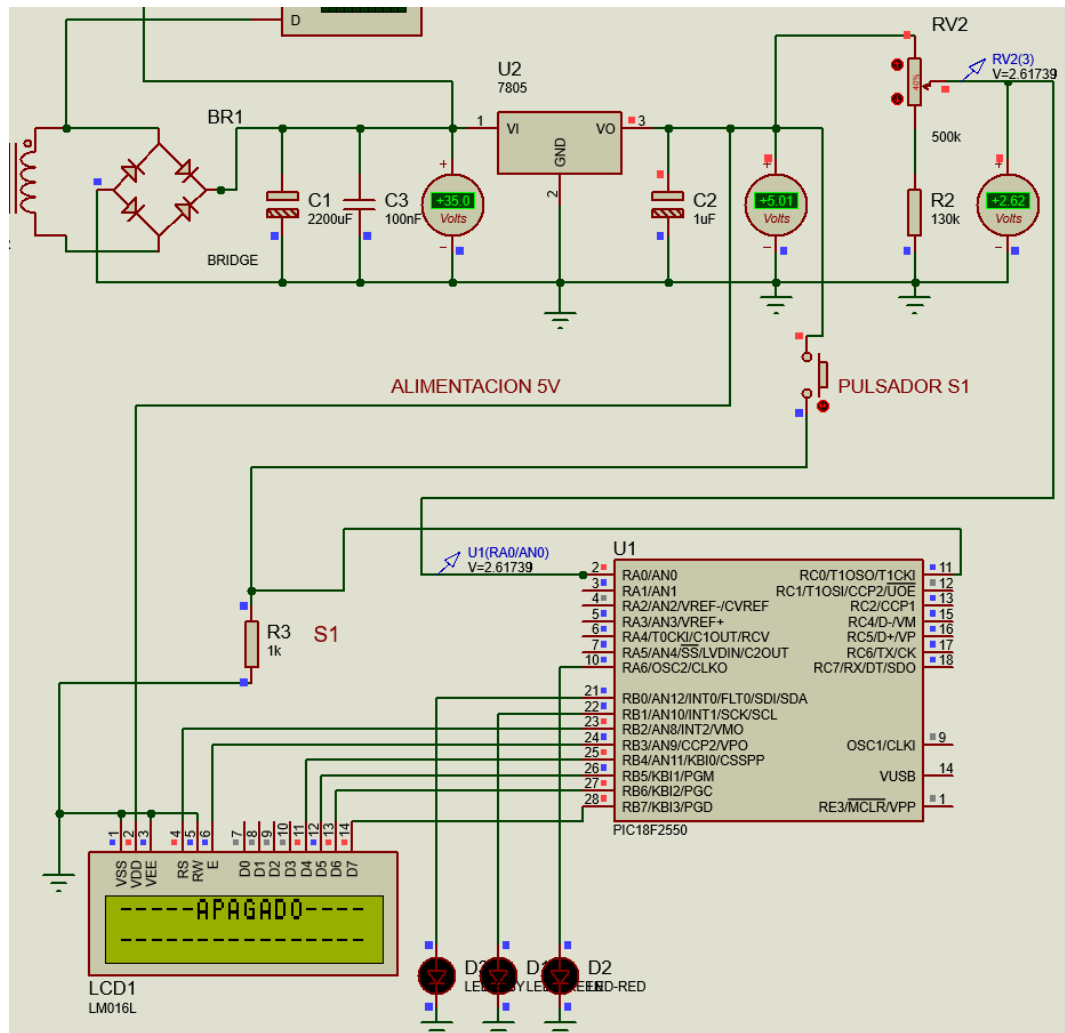 D
RV2
U2
7805
RV2(3)
V=2.61739
BR1
1
VI
VO
3
GND
2
40%
500k
C1
2200uF
C3
100nF
+
+35.0
Volts
C2
1uF
+
+5.01
Volts
R2
130k
+
+2.62
Volts
BRIDGE
ALIMENTACION 5V
PULSADOR S1
U1
U1(RA0/AN0)
V=2.61739
2 RA0/AN0
3 RA1/AN1
4 RA2/AN2/VREF-/CVREF
5 RA3/AN3/VREF+
6 RA4/T0CKI/C1OUT/RCV
7 RA5/AN4/SS/LVDIN/C2OUT
10 RA6/OSC2/CLKO
21 RB0/AN12/INT0/FLT0/SDI/SDA
22 RB1/AN10/INT1/SCK/SCL
23 RB2/AN8/INT2/VMO
24 RB3/AN9/CCP2/VPO
25 RB4/AN11/KBI0/CSSPP
26 RB5/KBI1/PGM
27 RB6/KBI2/PGC
28 RB7/KBI3/PGD
RC0/T1OSO/T1CKI 11
RC1/T1OSI/CCP2/UOE 12
RC2/CCP1 13
RC4/D-/VM 15
RC5/D+/VP 16
RC6/TX/CK 17
RC7/RX/DT/SDO 18
OSC1/CLKI 9
VUSB 14
RE3/MCLR/VPP 1
PIC18F2550
R3
1k
S1
1 2 3 4 5 6 7 8 9 10 11 12 13 14
VSS VDD VEE RS RW E D0 D1 D2 D3 D4 D5 D6 D7
-----APAGADO----
----------------
LCD1
LM016L
D2
LED-RED